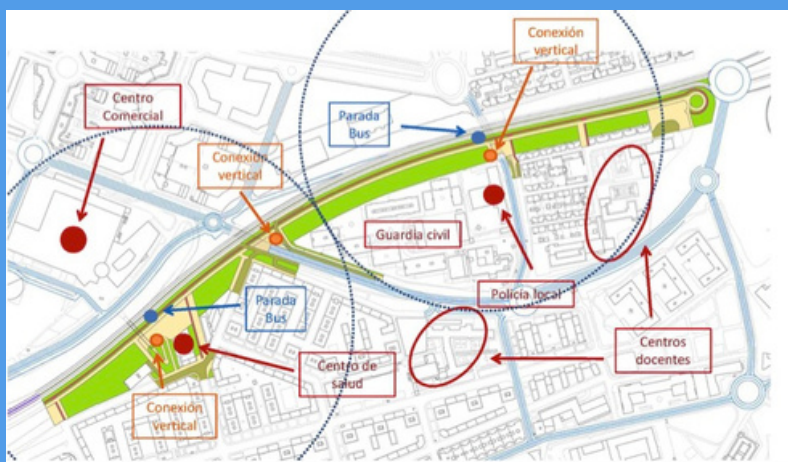 Conexión
vertical
Centro
Comercial
Parada
Bus
Conexión
vertical
Guardia civil
Policía local
Parada
Bus
Centros
docentes
Centro de
salud
Conexión
vertical